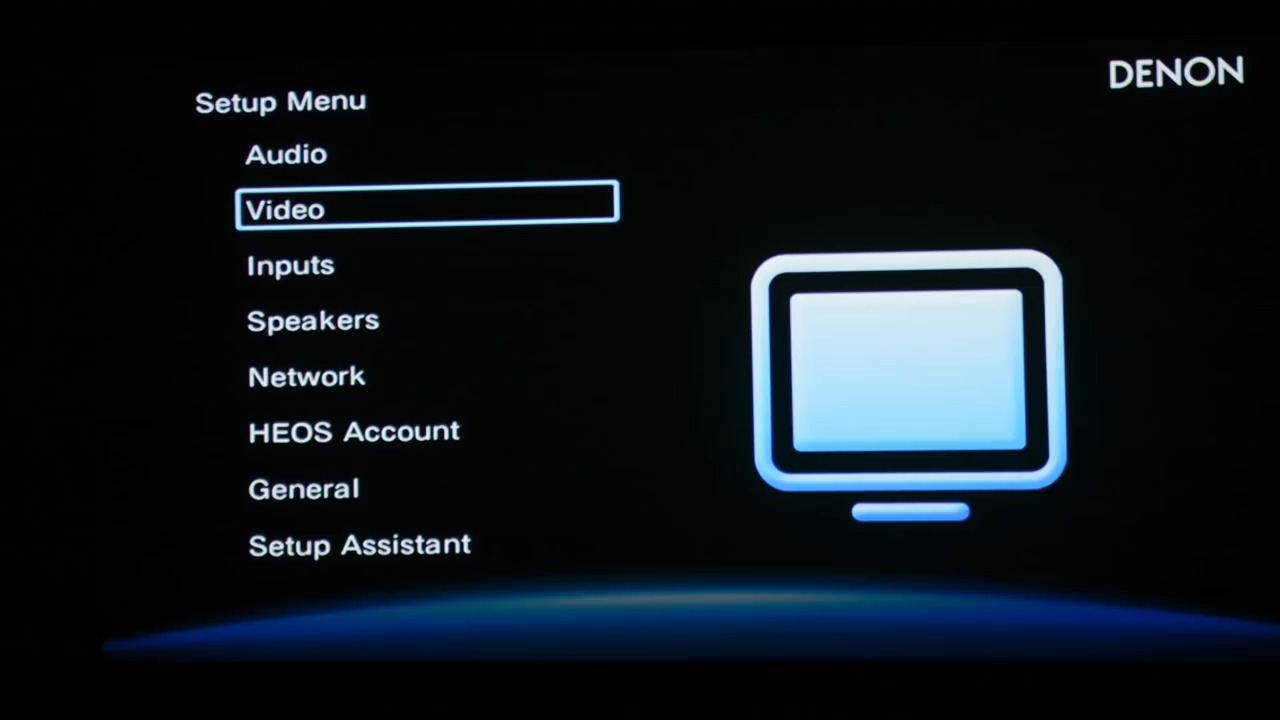 DENON
Setup Menu
Audio
Video
Inputs
Speakers
Network
HEOS Account
General
Setup Assistant